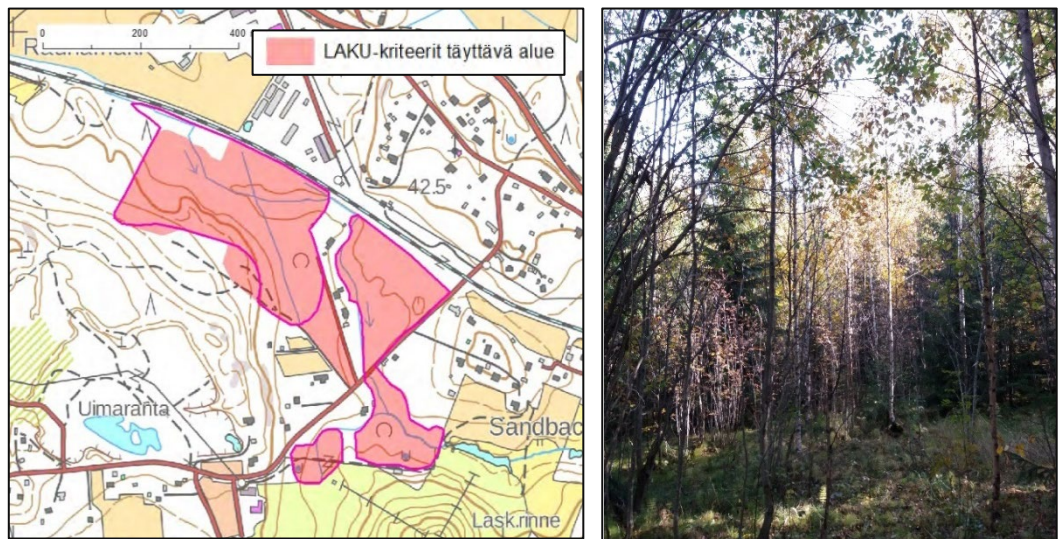 0 200 400
LAKU-kriteerit täyttävä alue
42.5
Uimaranta
Sandbac
Lask.rinne